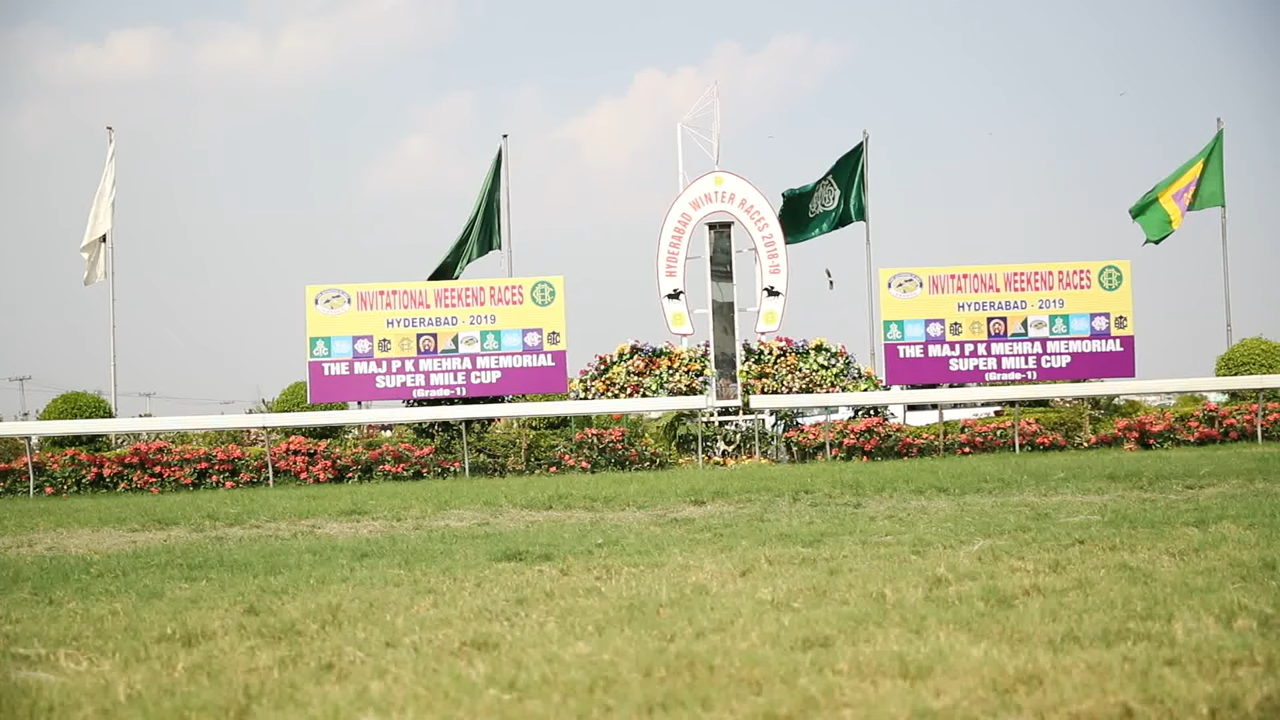 INVITATIONAL WEEKEND RACES
HYDERABAD - 2019
THE MAJ P K MEHRA MEMORIAL
SUPER MILE CUP
(Grade-1)
HYDERABAD WINTER RACES 2018-19
INVITATIONAL WEEKEND RACES
HYDERABAD - 2019
THE MAJ P K MEHRA MEMORIAL
SUPER MILE CUP
(Grade-1)